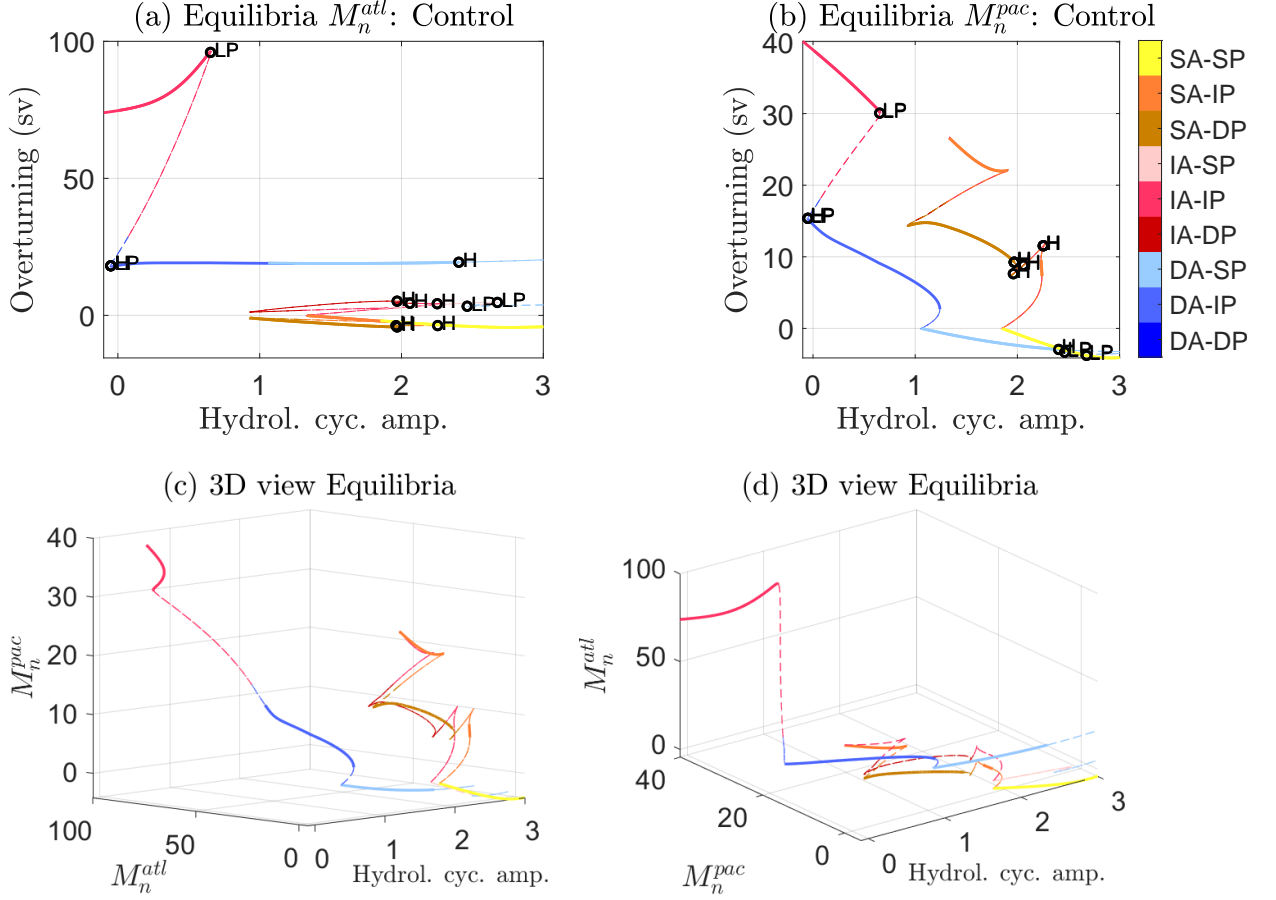 (a) Equilibria M_n^{atl}: Control
100
50
0
Overturning (sv)
LP
LP
H
H
H
H
LP
LP
H
H
0 1 2 3
Hydrol. cyc. amp.
(b) Equilibria M_n^{pac}: Control
40
30
20
10
0
Overturning (sv)
LP
LP
H
H
H
H
LP
LP
0 1 2 3
Hydrol. cyc. amp.
SA-SP
SA-IP
SA-DP
IA-SP
IA-IP
IA-DP
DA-SP
DA-IP
DA-DP
(c) 3D view Equilibria
40
30
20
10
0
M_n^{pac}
100 50 0
M_n^{atl}
0 1 2 3
Hydrol. cyc. amp.
(d) 3D view Equilibria
100
50
0
M_n^{atl}
40 20 0
M_n^{pac}
0 1 2 3
Hydrol. cyc. amp.